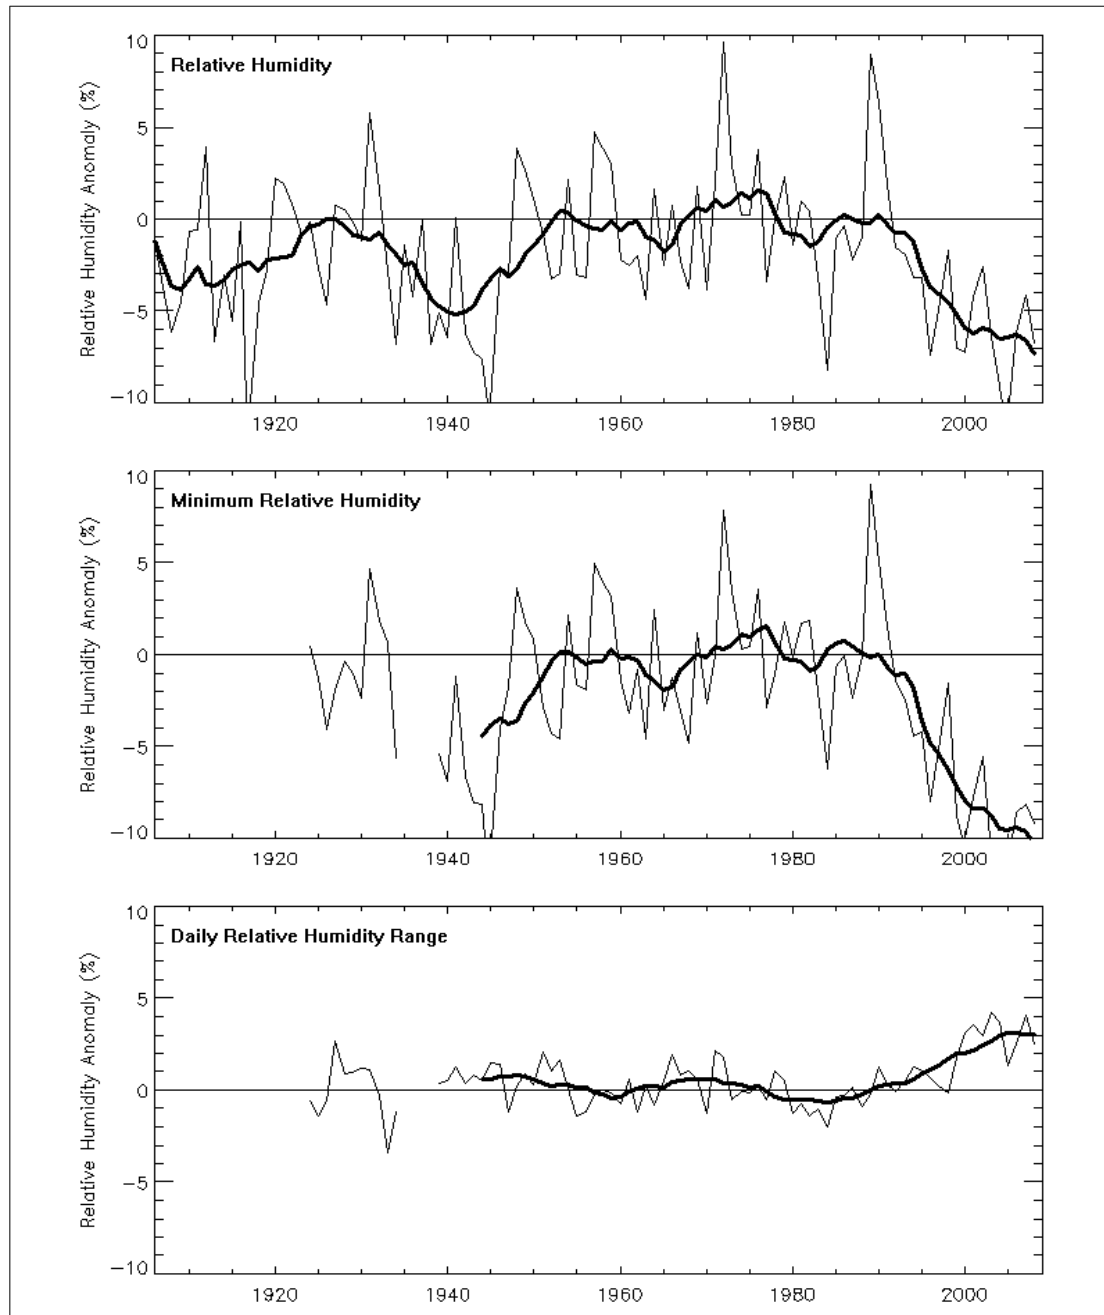 Relative Humidity
Relative Humidity Anomaly (%)
10
5
0
−5
−10
1920 1940 1960 1980 2000
Minimum Relative Humidity
Relative Humidity Anomaly (%)
10
5
0
−5
−10
1920 1940 1960 1980 2000
Daily Relative Humidity Range
Relative Humidity Anomaly (%)
10
5
0
−5
−10
1920 1940 1960 1980 2000